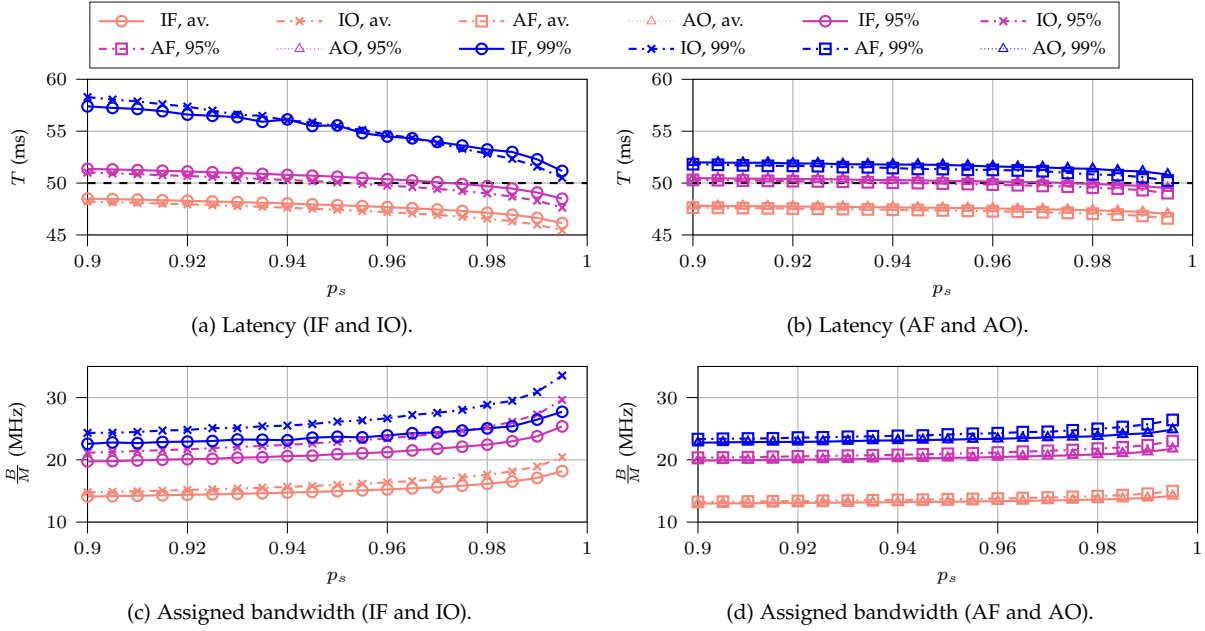 IF, av. IO, av. AF, av. AO, av. IF, 95% IO, 95%
AF, 95% AO, 95% IF, 99% IO, 99% AF, 99% AO, 99%
60
55
50
45
T (ms)
0.9 0.92 0.94 0.96 0.98 1
p_s
(a) Latency (IF and IO).
60
55
50
45
T (ms)
0.9 0.92 0.94 0.96 0.98 1
p_s
(b) Latency (AF and AO).
30
20
10
B/M (MHz)
0.9 0.92 0.94 0.96 0.98 1
p_s
(c) Assigned bandwidth (IF and IO).
30
20
10
B/M (MHz)
0.9 0.92 0.94 0.96 0.98 1
p_s
(d) Assigned bandwidth (AF and AO).